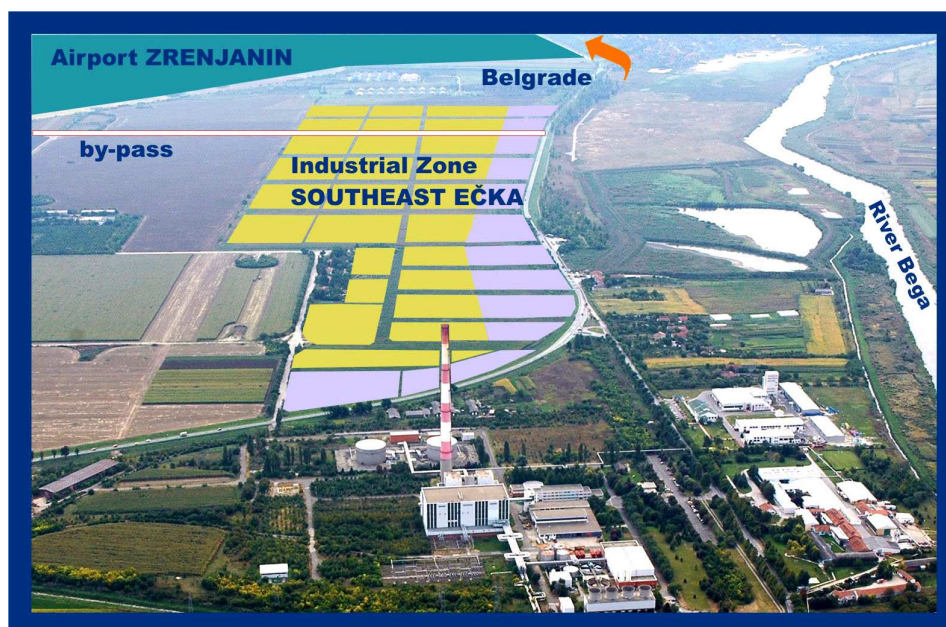 Airport ZRENJANIN
Belgrade
by-pass
Industrial Zone
SOUTHEAST EČKA
River Bega